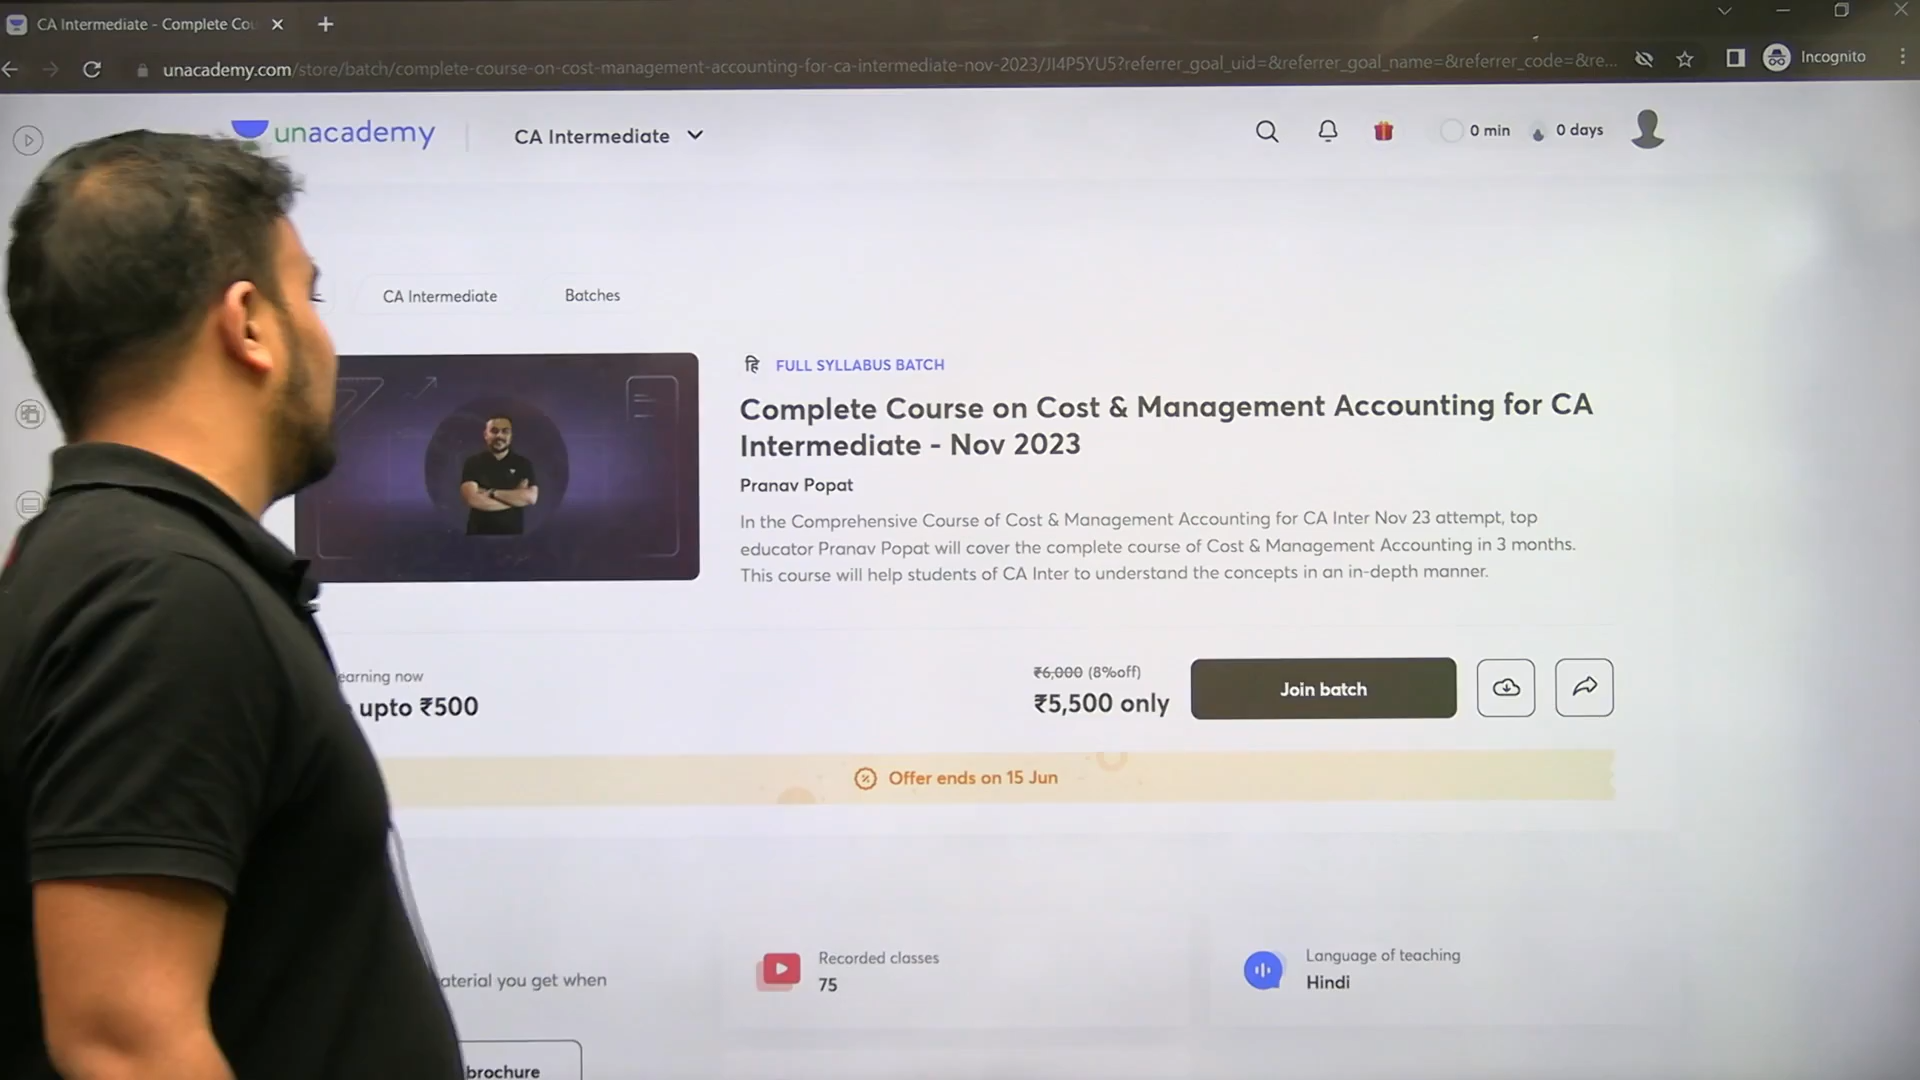 CA Intermediate - Complete Co
unacademy.com/store/batch/complete-course-on-cost-management-accounting-for-ca-intermediate-nov-2023/JI4P5YU5?referrer_goal_uid=&referrer_goal_name=&referrer_code=&re...
Incognito
unacademy
CA Intermediate
0 min
0 days
CA Intermediate
Batches
हि FULL SYLLABUS BATCH
Complete Course on Cost & Management Accounting for CA
Intermediate - Nov 2023
Pranav Popat
In the Comprehensive Course of Cost & Management Accounting for CA Inter Nov 23 attempt, top
educator Pranav Popat will cover the complete course of Cost & Management Accounting in 3 months.
This course will help students of CA Inter to understand the concepts in an in-depth manner.
earning now
upto ₹500
₹6,000 (8%off)
₹5,500 only
Join batch
Offer ends on 15 Jun
aterial you get when
brochure
Recorded classes
75
Language of teaching
Hindi